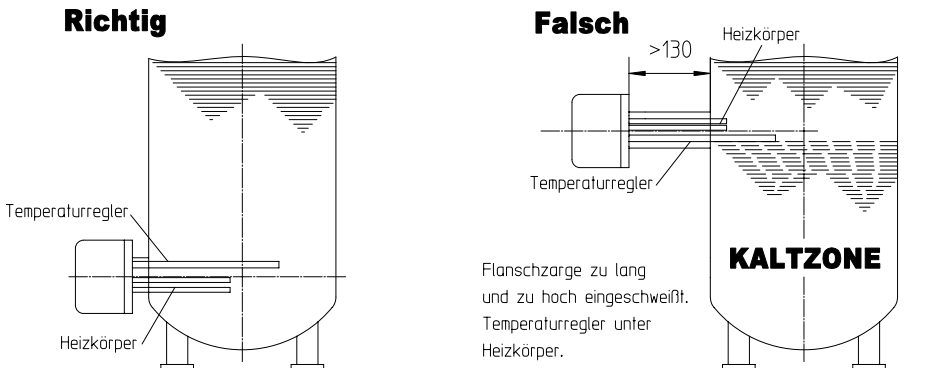 Richtig
Temperaturregler
Heizkörper
Falsch
Heizkörper
>130
Temperaturregler
KALTZONE
Flanschzarge zu lang
und zu hoch eingeschweißt.
Temperaturregler unter
Heizkörper.